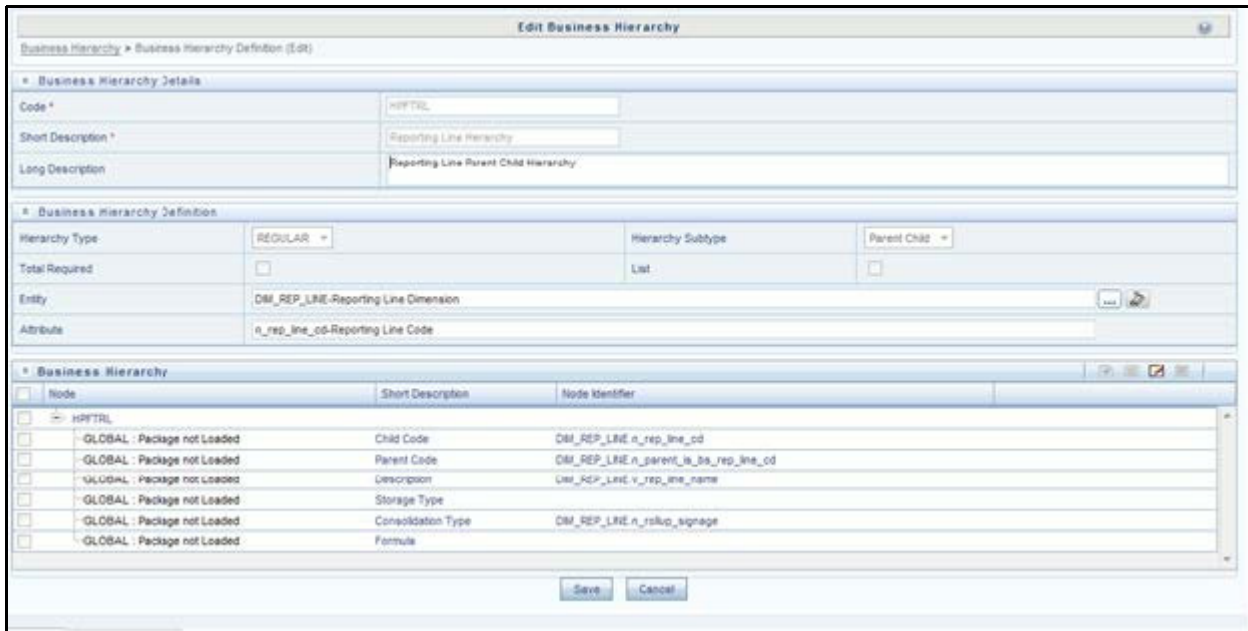 Edit Business Hierarchy
Business Hierarchy > Business Hierarchy Definition (Edit)
Business Hierarchy Details
Code *
HPFTRL
Short Description *
Reporting Line Hierarchy
Long Description
Reporting Line Parent Child Hierarchy
Business Hierarchy Definition
Hierarchy Type
REGULAR
Hierarchy Subtype
Parent Child
Total Required
List
Entity
DIM_REP_LINE-Reporting Line Dimension
...
Attribute
n_rep_line_cd-Reporting Line Code
Business Hierarchy
Node Short Description Node Identifier
HPFTRL
GLOBAL : Package not Loaded Child Code DIM_REP_LINE.n_rep_line_cd
GLOBAL : Package not Loaded Parent Code DIM_REP_LINE.n_parent_is_bs_rep_line_cd
GLOBAL : Package not Loaded Description DIM_REP_LINE.v_rep_line_name
GLOBAL : Package not Loaded Storage Type
GLOBAL : Package not Loaded Consolidation Type DIM_REP_LINE.n_rollup_signage
GLOBAL : Package not Loaded Formula
Save Cancel